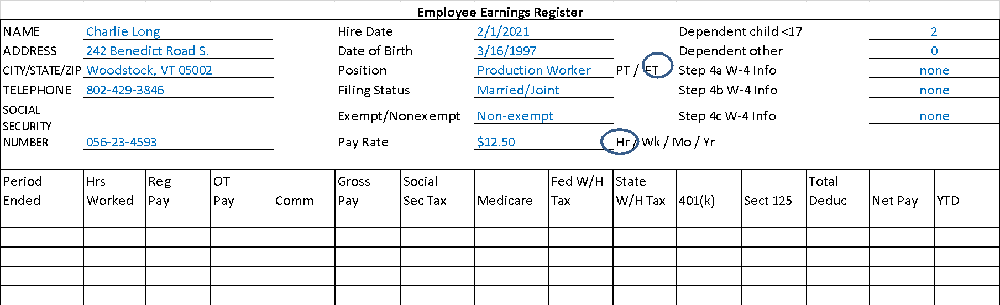 Employee Earnings Register
NAME Charlie Long Hire Date 2/1/2021 Dependent child <17 2
ADDRESS 242 Benedict Road S. Date of Birth 3/16/1997 Dependent other 0
CITY/STATE/ZIP Woodstock, VT 05002 Position Production Worker PT / FT Step 4a W-4 Info none
TELEPHONE 802-429-3846 Filing Status Married/Joint Step 4b W-4 Info none
SOCIAL
SECURITY Exempt/Nonexempt Non-exempt Step 4c W-4 Info none
NUMBER 056-23-4593 Pay Rate $12.50 Hr / Wk / Mo / Yr
Period Hrs Reg OT Gross Social Fed W/H State Total
Ended Worked Pay Pay Comm Pay Sec Tax Medicare Tax W/H Tax 401(k) Sect 125 Deduc Net Pay YTD